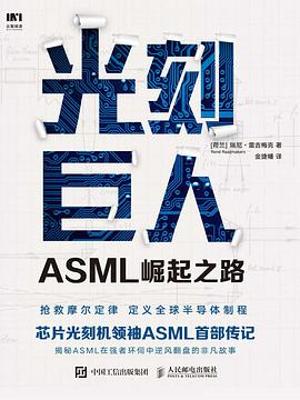 光刻
[荷兰] 瑞尼·雷吉梅克
René Raaijmakers
金捷幡 译
巨人
ASML崛起之路
抢救摩尔定律 定义全球半导体制程
芯片光刻机领袖ASML首部传记
揭秘ASML在强者环伺中逆风翻盘的非凡故事
中国工信出版集团 人民邮电出版社